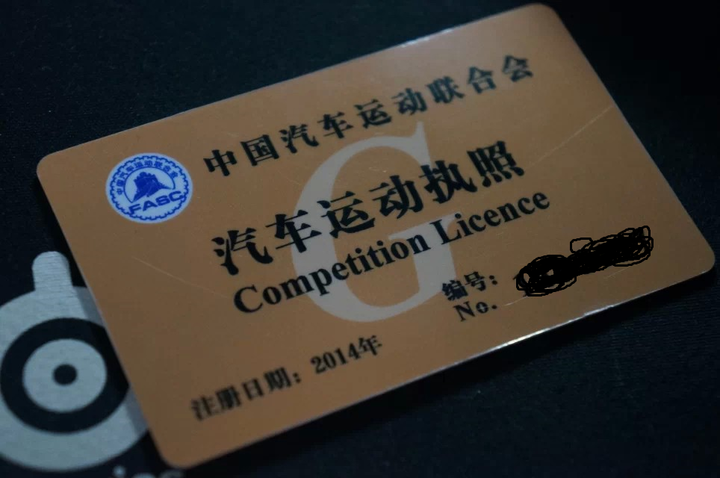 中国汽车运动联合会
FASC
G
汽车运动执照
Competition Licence
编号:
No.
注册日期: 2014年